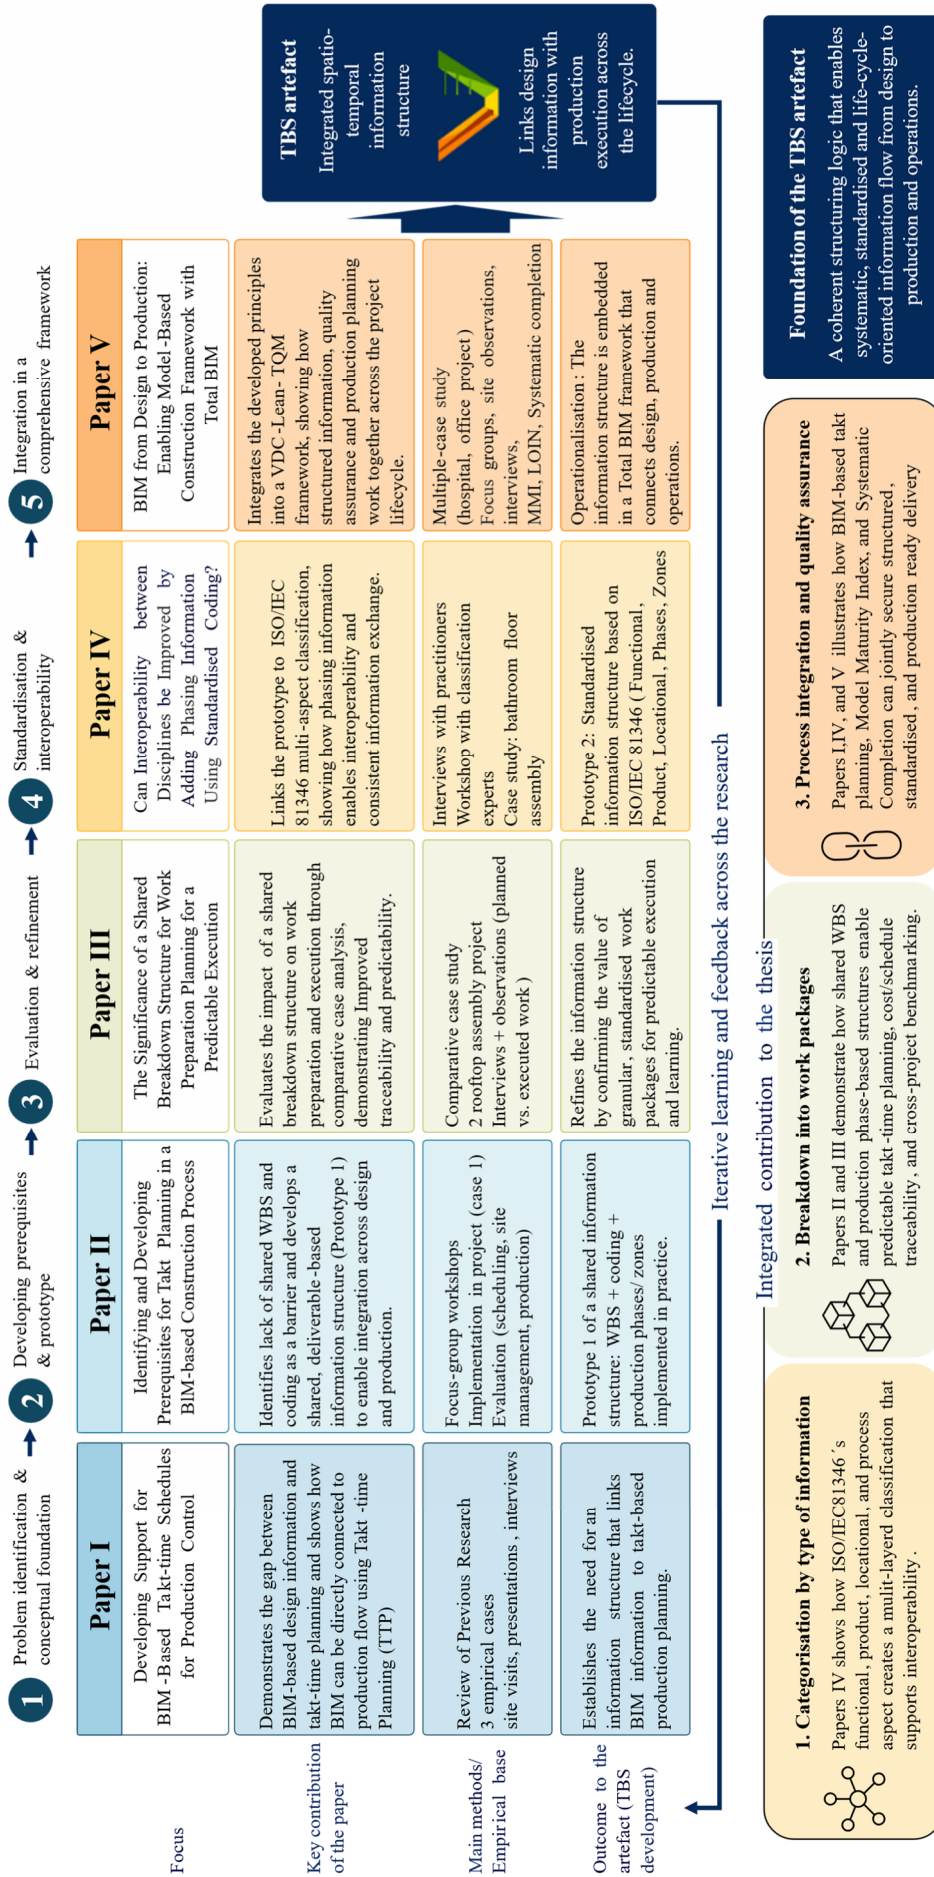 1
Problem identification &
conceptual foundation
2
Developing prerequisites
& prototype
3
Evaluation & refinement
4
Standardisation &
interoperability
5
Integration in a
comprehensive framework
Paper I
Paper II
Paper III
Paper IV
Paper V
Focus
Developing Support for
BIM -Based Takt-time Schedules
for Production Control
Identifying and Developing
Prerequisites for Takt Planning in a
BIM-based Construction Process
The Significance of a Shared
Breakdown Structure for Work
Preparation Planning for a
Predictable Execution
Can Interoperability between
Disciplines be Improved by
Adding Phasing Information
Using Standardised Coding?
BIM from Design to Production:
Enabling Model -Based
Construction Framework with
Total BIM
Key contribution
of the paper
Demonstrates the gap between
BIM-based design information and
takt-time planning and shows how
BIM can be directly connected to
production flow using Takt -time
Planning (TTP)
Identifies lack of shared WBS and
coding as a barrier and develops a
shared, deliverable -based
information structure (Prototype 1)
to enable integration across design
and production.
Evaluates the impact of a shared
breakdown structure on work
preparation and execution through
comparative case analysis,
demonstrating Improved
traceability and predictability.
Links the prototype to ISO/IEC
81346 multi-aspect classification,
showing how phasing information
enables interoperability and
consistent information exchange.
Integrates the developed principles
into a VDC-Lean- TQM
framework, showing how
structured information, quality
assurance and production planning
work together across the project
lifecycle.
Main methods/
Empirical base
Review of Previous Research
3 empirical cases
site visits, presentations , interviews
Focus-group workshops
Implementation in project (case 1)
Evaluation (scheduling, site
management, production)
Comparative case study
2 rooftop assembly project
Interviews + observations (planned
vs. executed work )
Interviews with practitioners
Workshop with classification
experts
Case study: bathroom floor
assembly
Multiple-case study
(hospital, office project )
Focus groups, site observations,
interviews,
MMI, LOIN, Systematic completion
Outcome to the
artefact (TBS
development)
Establishes the need for an
information structure that links
BIM information to takt-based
production planning.
Prototype 1 of a shared information
structure: WBS + coding +
production phases/ zones
implemented in practice.
Refines the information structure
by confirming the value of
granular, standardised work
packages for predictable execution
and learning.
Prototype 2: Standardised
information structure based on
ISO/IEC 81346 ( Functional ,
Product, Locational , Phases, Zones
Operationalisation : The
information structure is embedded
in a Total BIM framework that
connects design, production and
operations.
TBS artefact
Integrated spatio-
temporal
information
structure
Links design
information with
production
execution across
the lifecycle.
Iterative learning and feedback across the research
Integrated contribution to the thesis
1. Categorisation by type of information
Papers IV shows how ISO/IEC81346´s
functional, product, locational, and process
aspect creates a mulit-layerd classification that
supports interoperability .
2. Breakdown into work packages
Papers II and III demonstrate how shared WBS
and production phase-based structures enable
predictable takt -time planning, cost/schedule
traceability, and cross-project benchmarking.
3. Process integration and quality assurance
Papers I,IV, and V illustrates how BIM-based takt
planning, Model Maturity Index, and Systematic
Completion can jointly secure structured ,
standardised, and production ready delivery
Foundation of the TBS artefact
A coherent structuring logic that enables
systematic, standardised and life-cycle-
oriented information flow from design to
production and operations.